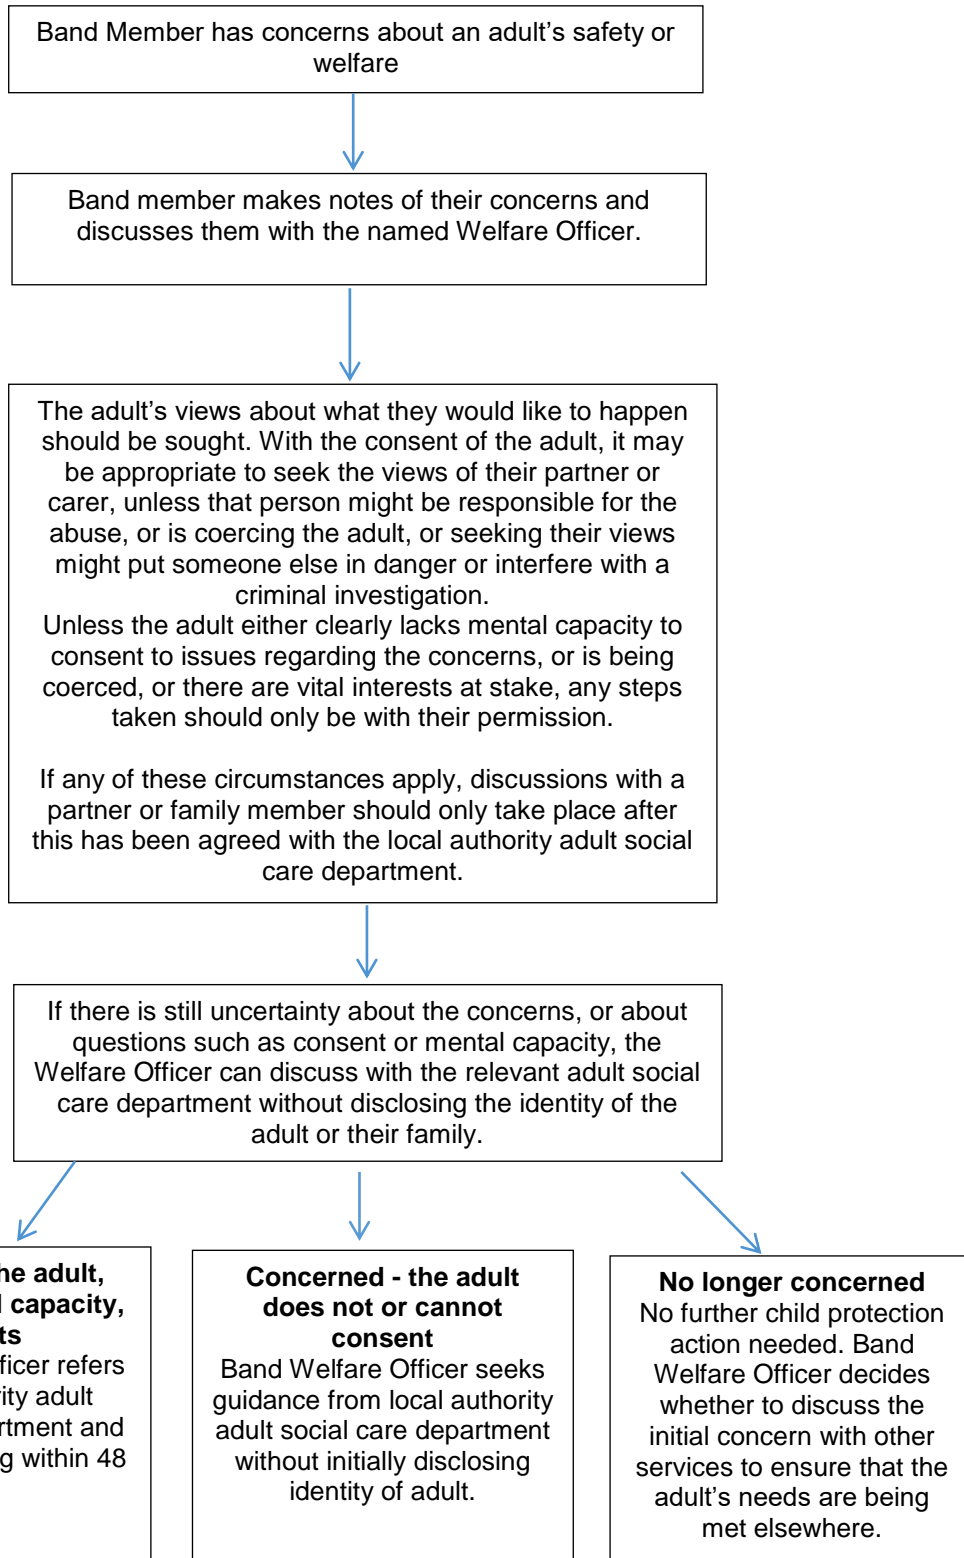 Band Member has concerns about an adult’s safety or
welfare
Band member makes notes of their concerns and
discusses them with the named Welfare Officer.
The adult’s views about what they would like to happen
should be sought. With the consent of the adult, it may
be appropriate to seek the views of their partner or
carer, unless that person might be responsible for the
abuse, or is coercing the adult, or seeking their views
might put someone else in danger or interfere with a
criminal investigation.
Unless the adult either clearly lacks mental capacity to
consent to issues regarding the concerns, or is being
coerced, or there are vital interests at stake, any steps
taken should only be with their permission.
If any of these circumstances apply, discussions with a
partner or family member should only take place after
this has been agreed with the local authority adult social
care department.
If there is still uncertainty about the concerns, or about
questions such as consent or mental capacity, the
Welfare Officer can discuss with the relevant adult social
care department without disclosing the identity of the
adult or their family.
adult,
capacity,
refers
adult
and
within 48
Concerned - the adult
does not or cannot
consent
Band Welfare Officer seeks
guidance from local authority
adult social care department
without initially disclosing
identity of adult.
No longer concerned
No further child protection
action needed. Band
Welfare Officer decides
whether to discuss the
initial concern with other
services to ensure that the
adult’s needs are being
met elsewhere.